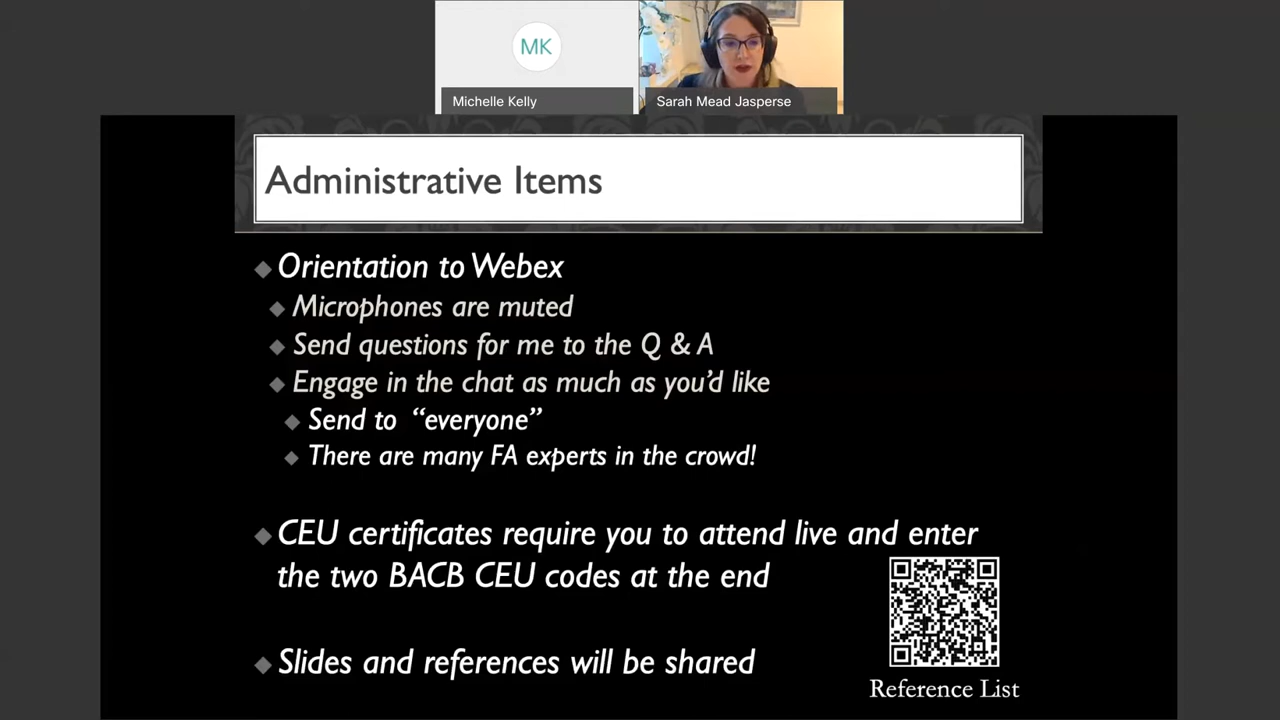 MK
Michelle Kelly
Sarah Mead Jasperse
Administrative Items
Orientation to Webex
Microphones are muted
Send questions for me to the Q & A
Engage in the chat as much as you’d like
Send to “everyone”
There are many FA experts in the crowd!
CEU certificates require you to attend live and enter
the two BACB CEU codes at the end
Slides and references will be shared
Reference List